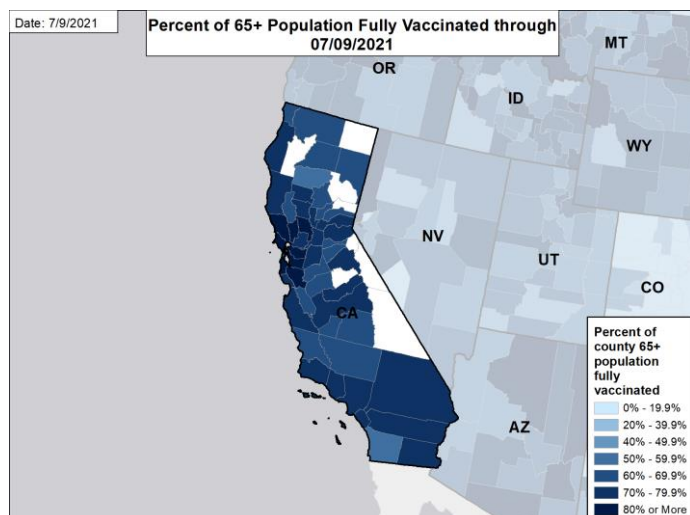 Date: 7/9/2021
Percent of 65+ Population Fully Vaccinated through
07/09/2021
MT
OR
ID
WY
NV
UT
CO
CA
AZ
Percent of
county 65+
population
fully
vaccinated
0% - 19.9%
20% - 39.9%
40% - 49.9%
50% - 59.9%
60% - 69.9%
70% - 79.9%
80% or More